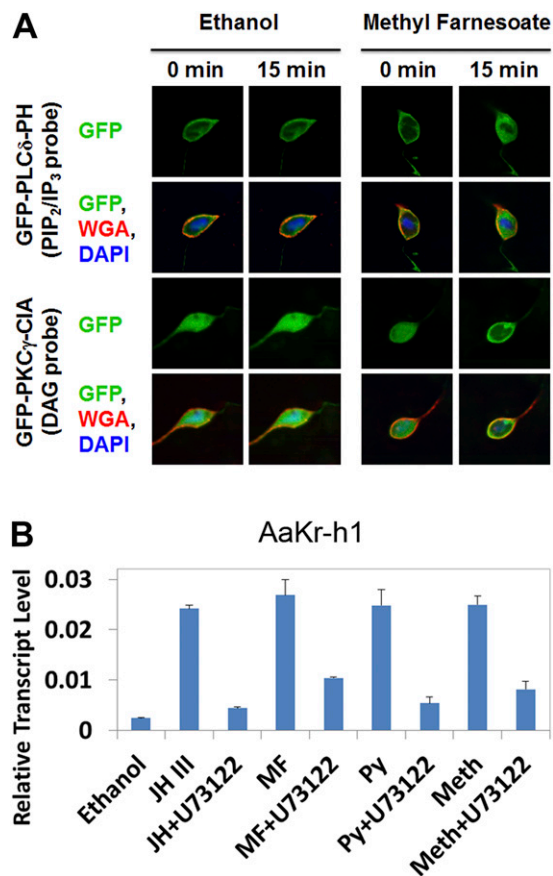 A
Ethanol
Methyl Farnesoate
0 min
15 min
0 min
15 min
GFP-PLCδ-PH
(PIP₂/IP₃ probe)
GFP
GFP,
WGA,
DAPI
GFP-PKCγ-CIA
(DAG probe)
GFP
GFP,
WGA,
DAPI
B
AaKr-h1
Relative Transcript Level
0.03
0.02
0.01
0
Ethanol
JH III
JH+U73122
MF
MF+U73122
Py
Py+U73122
Meth
Meth+U73122